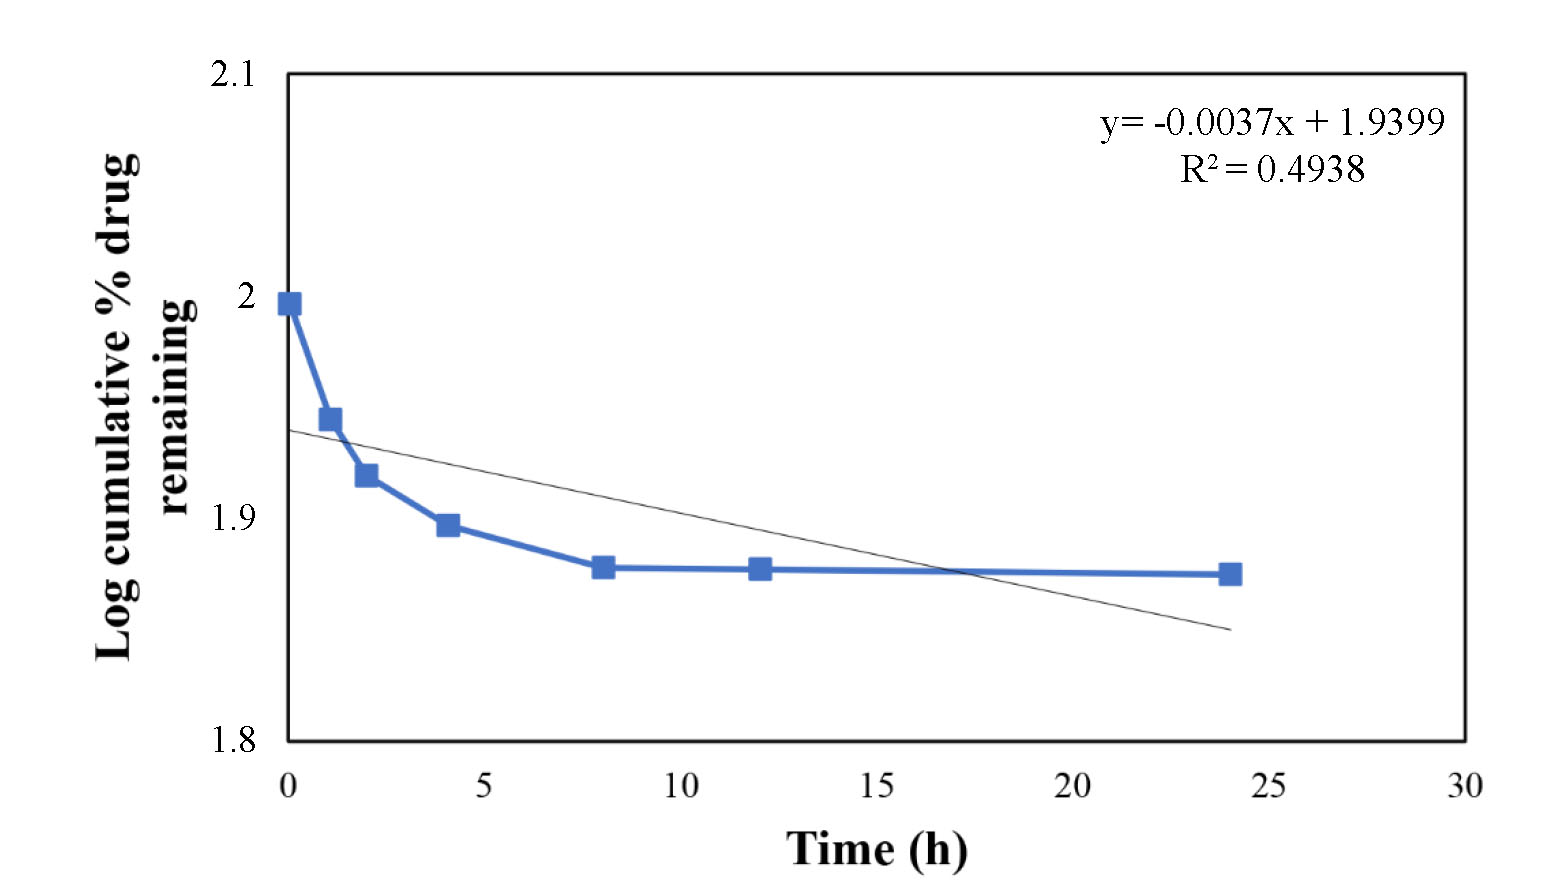 2.1
2
1.9
1.8
Log cumulative % drug
remaining
y= -0.0037x + 1.9399
R² = 0.4938
0 5 10 15 20 25 30
Time (h)